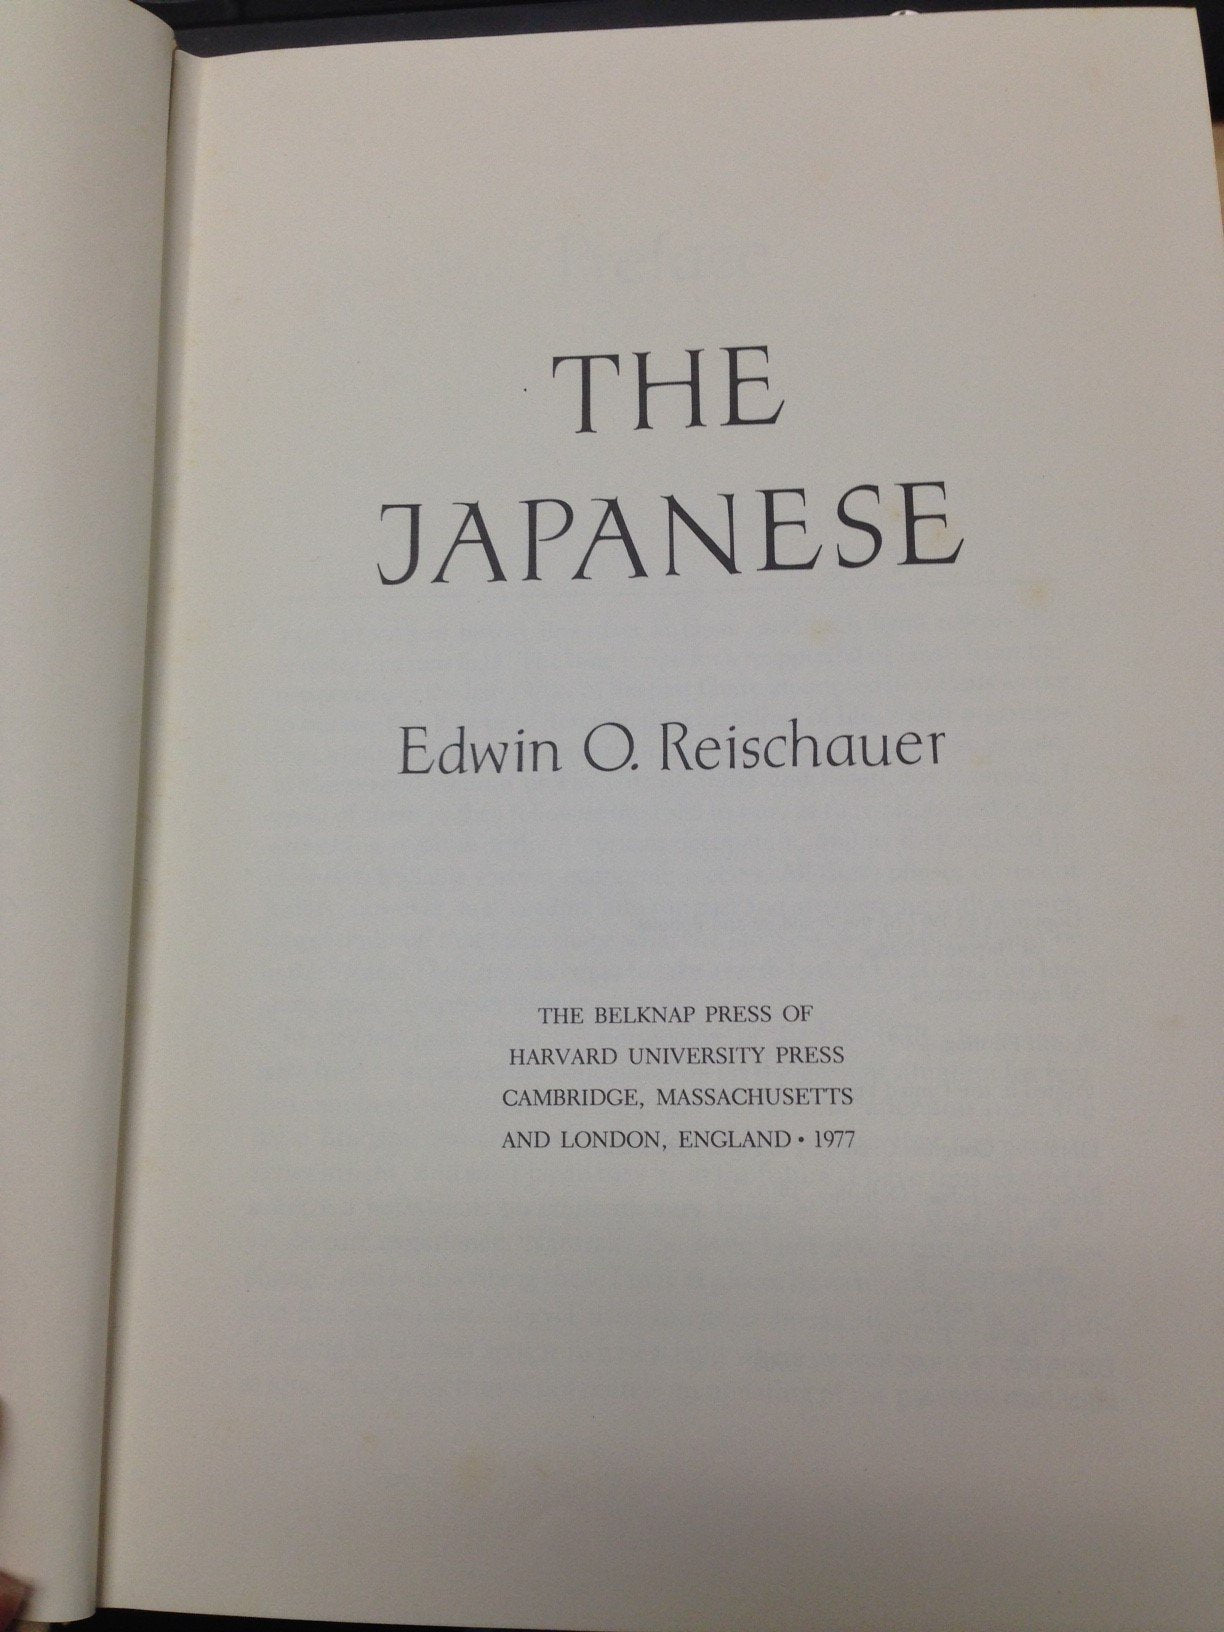 THE
JAPANESE
Edwin O. Reischauer
THE BELKNAP PRESS OF
HARVARD UNIVERSITY PRESS
CAMBRIDGE, MASSACHUSETTS
AND LONDON, ENGLAND • 1977